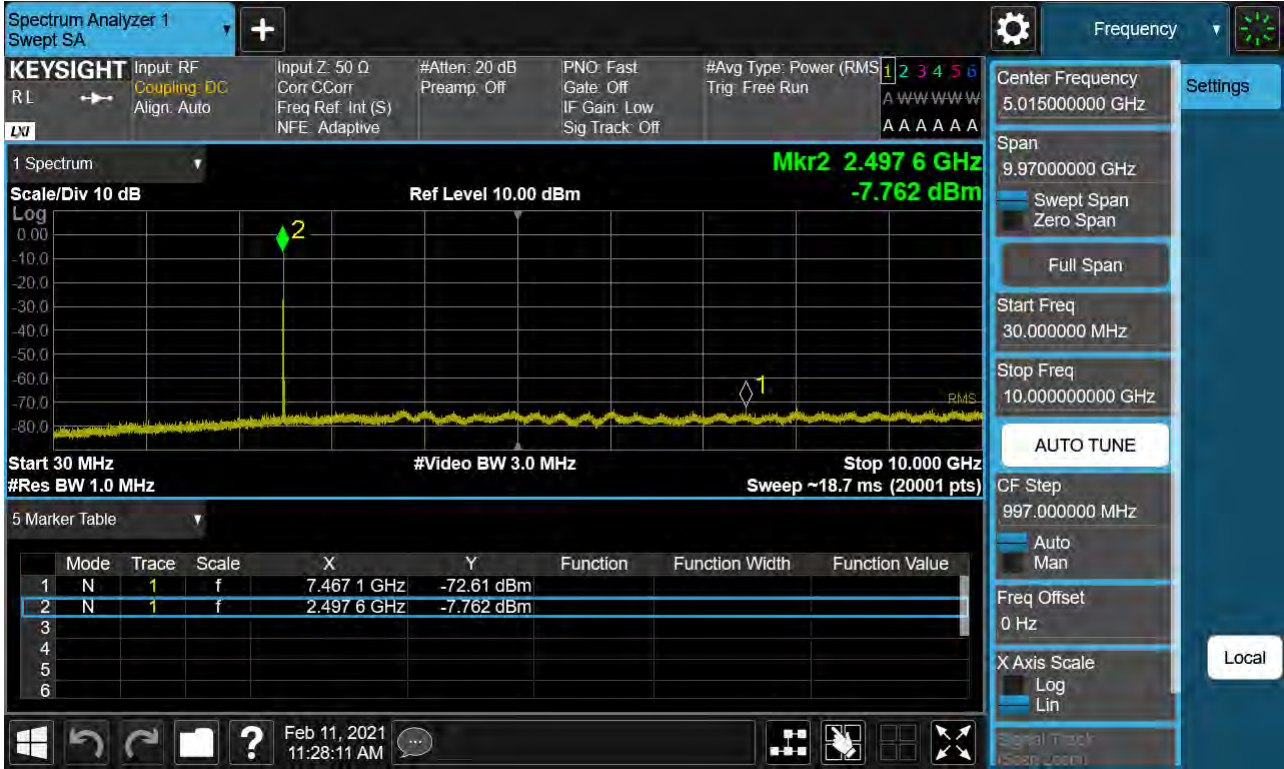 Spectrum Analyzer 1
Swept SA
+
Frequency
KEYSIGHT
RL
LXI
Input: RF
Coupling: DC
Align: Auto
Input Z: 50 Ω
Corr CCorr
Freq Ref: Int (S)
NFE: Adaptive
#Atten: 20 dB
Preamp: Off
PNO: Fast
Gate: Off
IF Gain: Low
Sig Track: Off
#Avg Type: Power (RMS
Trig: Free Run
1 2 3 4 5 6
A W W W W W
A A A A A A
1 Spectrum
Mkr2 2.497 6 GHz
Scale/Div 10 dB
Ref Level 10.00 dBm
-7.762 dBm
Log
0.00
-10.0
-20.0
-30.0
-40.0
-50.0
-60.0
-70.0
-80.0
2
1
RMS
Start 30 MHz
#Video BW 3.0 MHz
Stop 10.000 GHz
#Res BW 1.0 MHz
Sweep ~18.7 ms (20001 pts)
5 Marker Table
Mode Trace Scale X Y Function Function Width Function Value
1 N 1 f 7.467 1 GHz -72.61 dBm
2 N 1 f 2.497 6 GHz -7.762 dBm
3
4
5
6
?
Feb 11, 2021
11:28:11 AM
Center Frequency
5.015000000 GHz
Settings
Span
9.97000000 GHz
Swept Span
Zero Span
Full Span
Start Freq
30.000000 MHz
Stop Freq
10.000000000 GHz
AUTO TUNE
CF Step
997.000000 MHz
Auto
Man
Freq Offset
0 Hz
X Axis Scale
Log
Lin
Local
Signal Track
(Span Zoom)